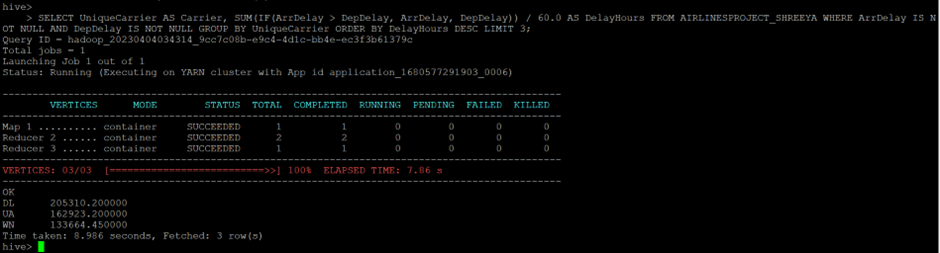 hive>
    > SELECT UniqueCarrier AS Carrier, SUM(IF(ArrDelay > DepDelay, ArrDelay, DepDelay)) / 60.0 AS DelayHours FROM AIRLINESPROJECT_SHREEYA WHERE ArrDelay IS N
OT NULL AND DepDelay IS NOT NULL GROUP BY UniqueCarrier ORDER BY DelayHours DESC LIMIT 3;
Query ID = hadoop_20230404034314_9cc7c08b-e9c4-4d1c-bb4e-ec3f3b61379c
Total jobs = 1
Launching Job 1 out of 1
Status: Running (Executing on YARN cluster with App id application_1680577291903_0006)
----------------------------------------------------------------------------------------------
VERTICES MODE STATUS TOTAL COMPLETED RUNNING PENDING FAILED KILLED
----------------------------------------------------------------------------------------------
Map 1 .......... container SUCCEEDED 1 1 0 0 0 0
Reducer 2 ...... container SUCCEEDED 2 2 0 0 0 0
Reducer 3 ...... container SUCCEEDED 1 1 0 0 0 0
----------------------------------------------------------------------------------------------
VERTICES: 03/03 [==========================>>] 100% ELAPSED TIME: 7.86 s
----------------------------------------------------------------------------------------------
OK
DL 205310.200000
UA 162923.200000
WN 133664.450000
Time taken: 8.986 seconds, Fetched: 3 row(s)
hive>